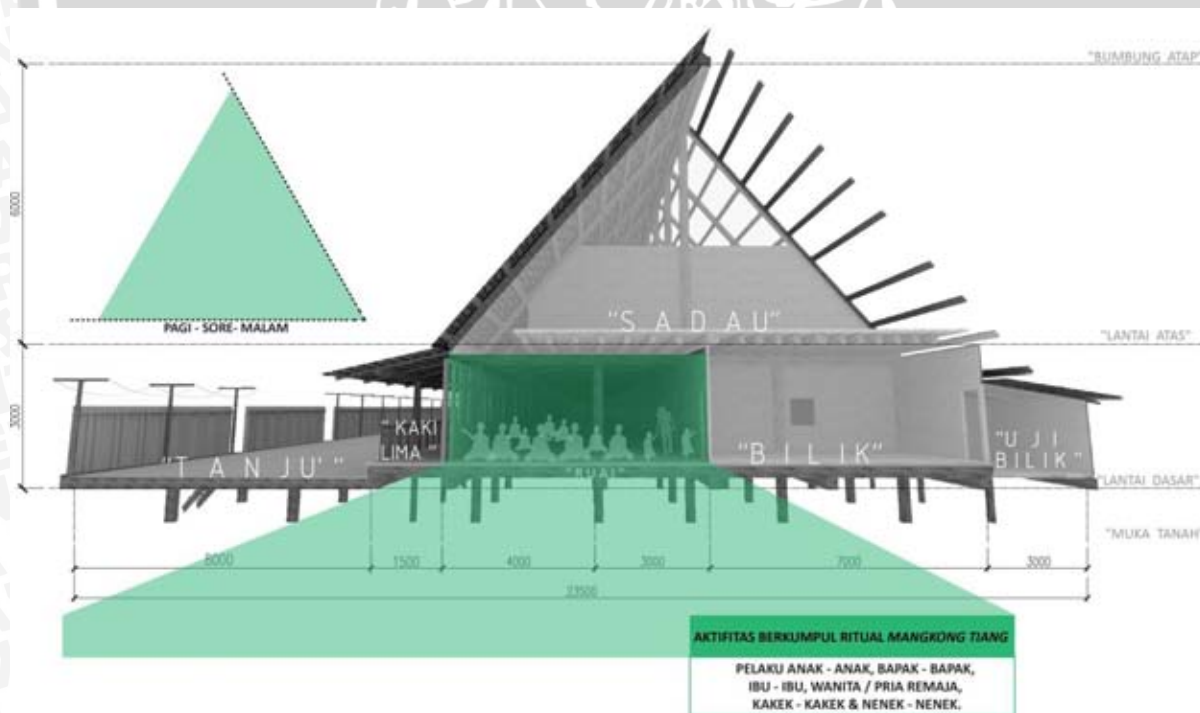 "BUMBUNG ATAP"
6000
PAGI - SORE- MALAM
"S A D A U"
"LANTAI ATAS"
3000
"T A N J U' "
" KAKI
LIMA "
"RUAI"
"B I L I K"
"U J I
BILIK"
"LANTAI DASAR"
"MUKA TANAH"
8000
1500
4000
3000
7000
3000
23500
AKTIFITAS BERKUMPUL RITUAL MANGKONG TIANG
PELAKU ANAK - ANAK, BAPAK - BAPAK,
IBU - IBU, WANITA / PRIA REMAJA,
KAKEK - KAKEK & NENEK - NENEK.